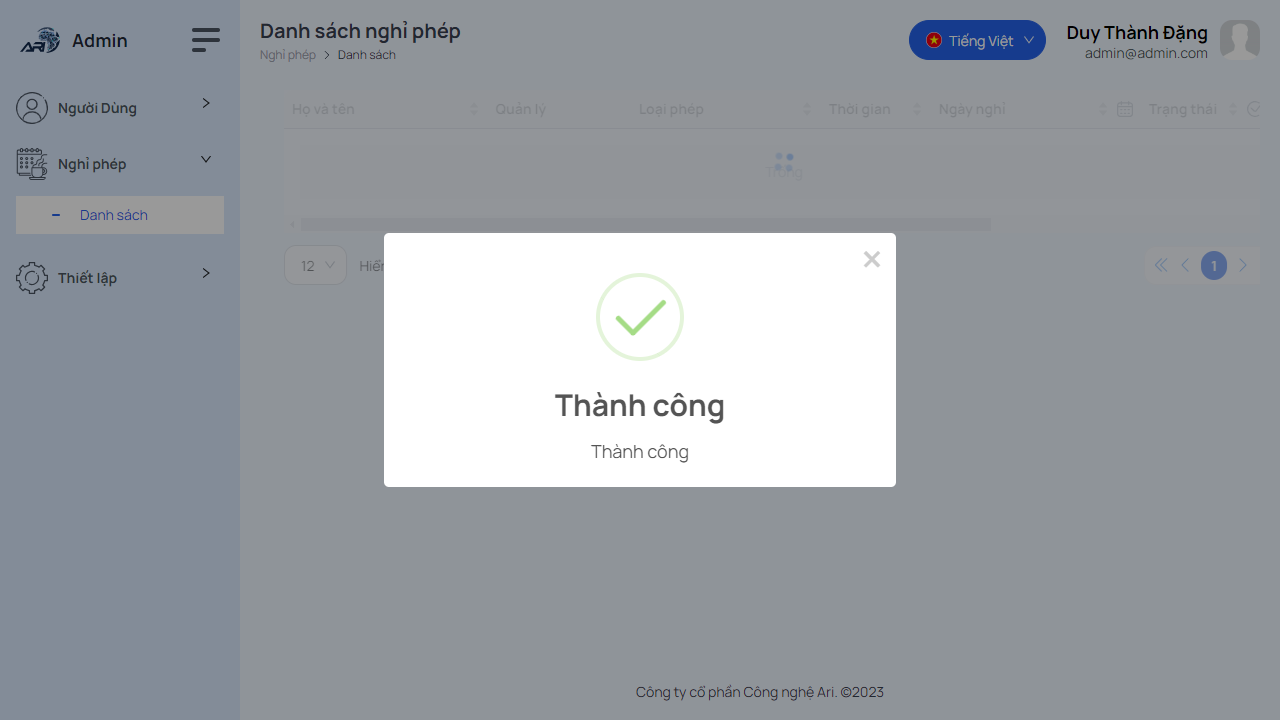 ARI Admin
Danh sách nghỉ phép
Nghỉ phép > Danh sách
Tiếng Việt
Duy Thành Đặng
admin@admin.com
Người Dùng
Nghỉ phép
Danh sách
Thiết lập
Họ và tên Quản lý Loại phép Thời gian Ngày nghỉ Trạng thái
Trống
12
Hiển
1
×
Thành công
Thành công
Công ty cổ phần Công nghệ Ari. ©2023